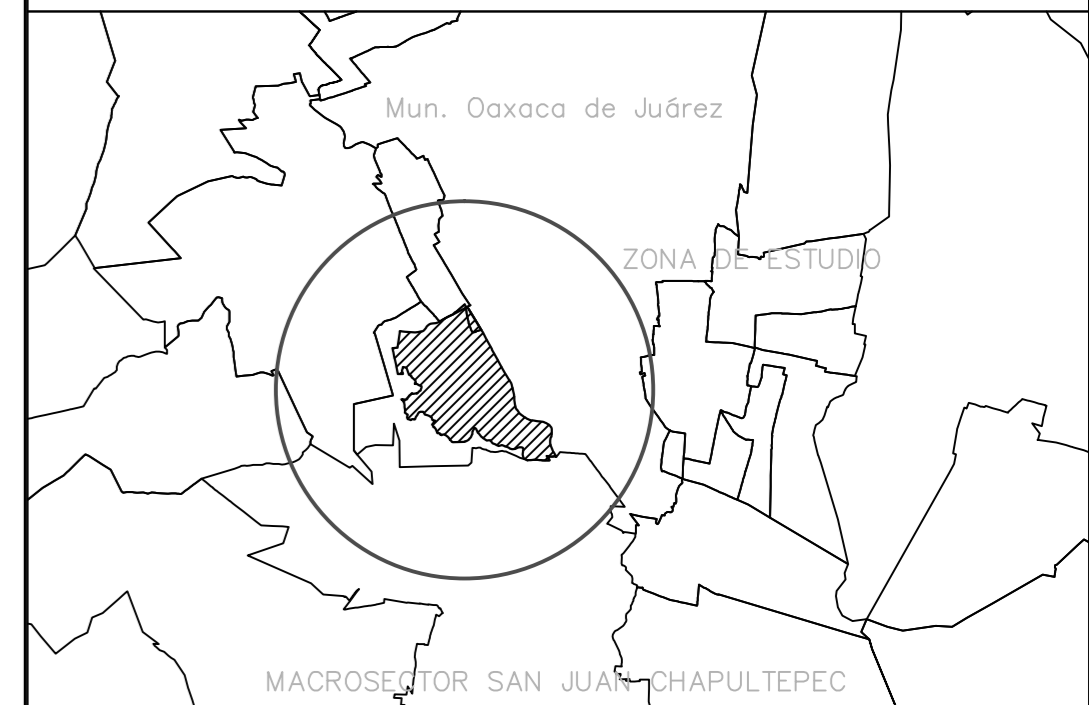 Mun. Oaxaca de Juárez
ZONA DE ESTUDIO
MACROSECTOR SAN JUAN CHAPULTEPEC